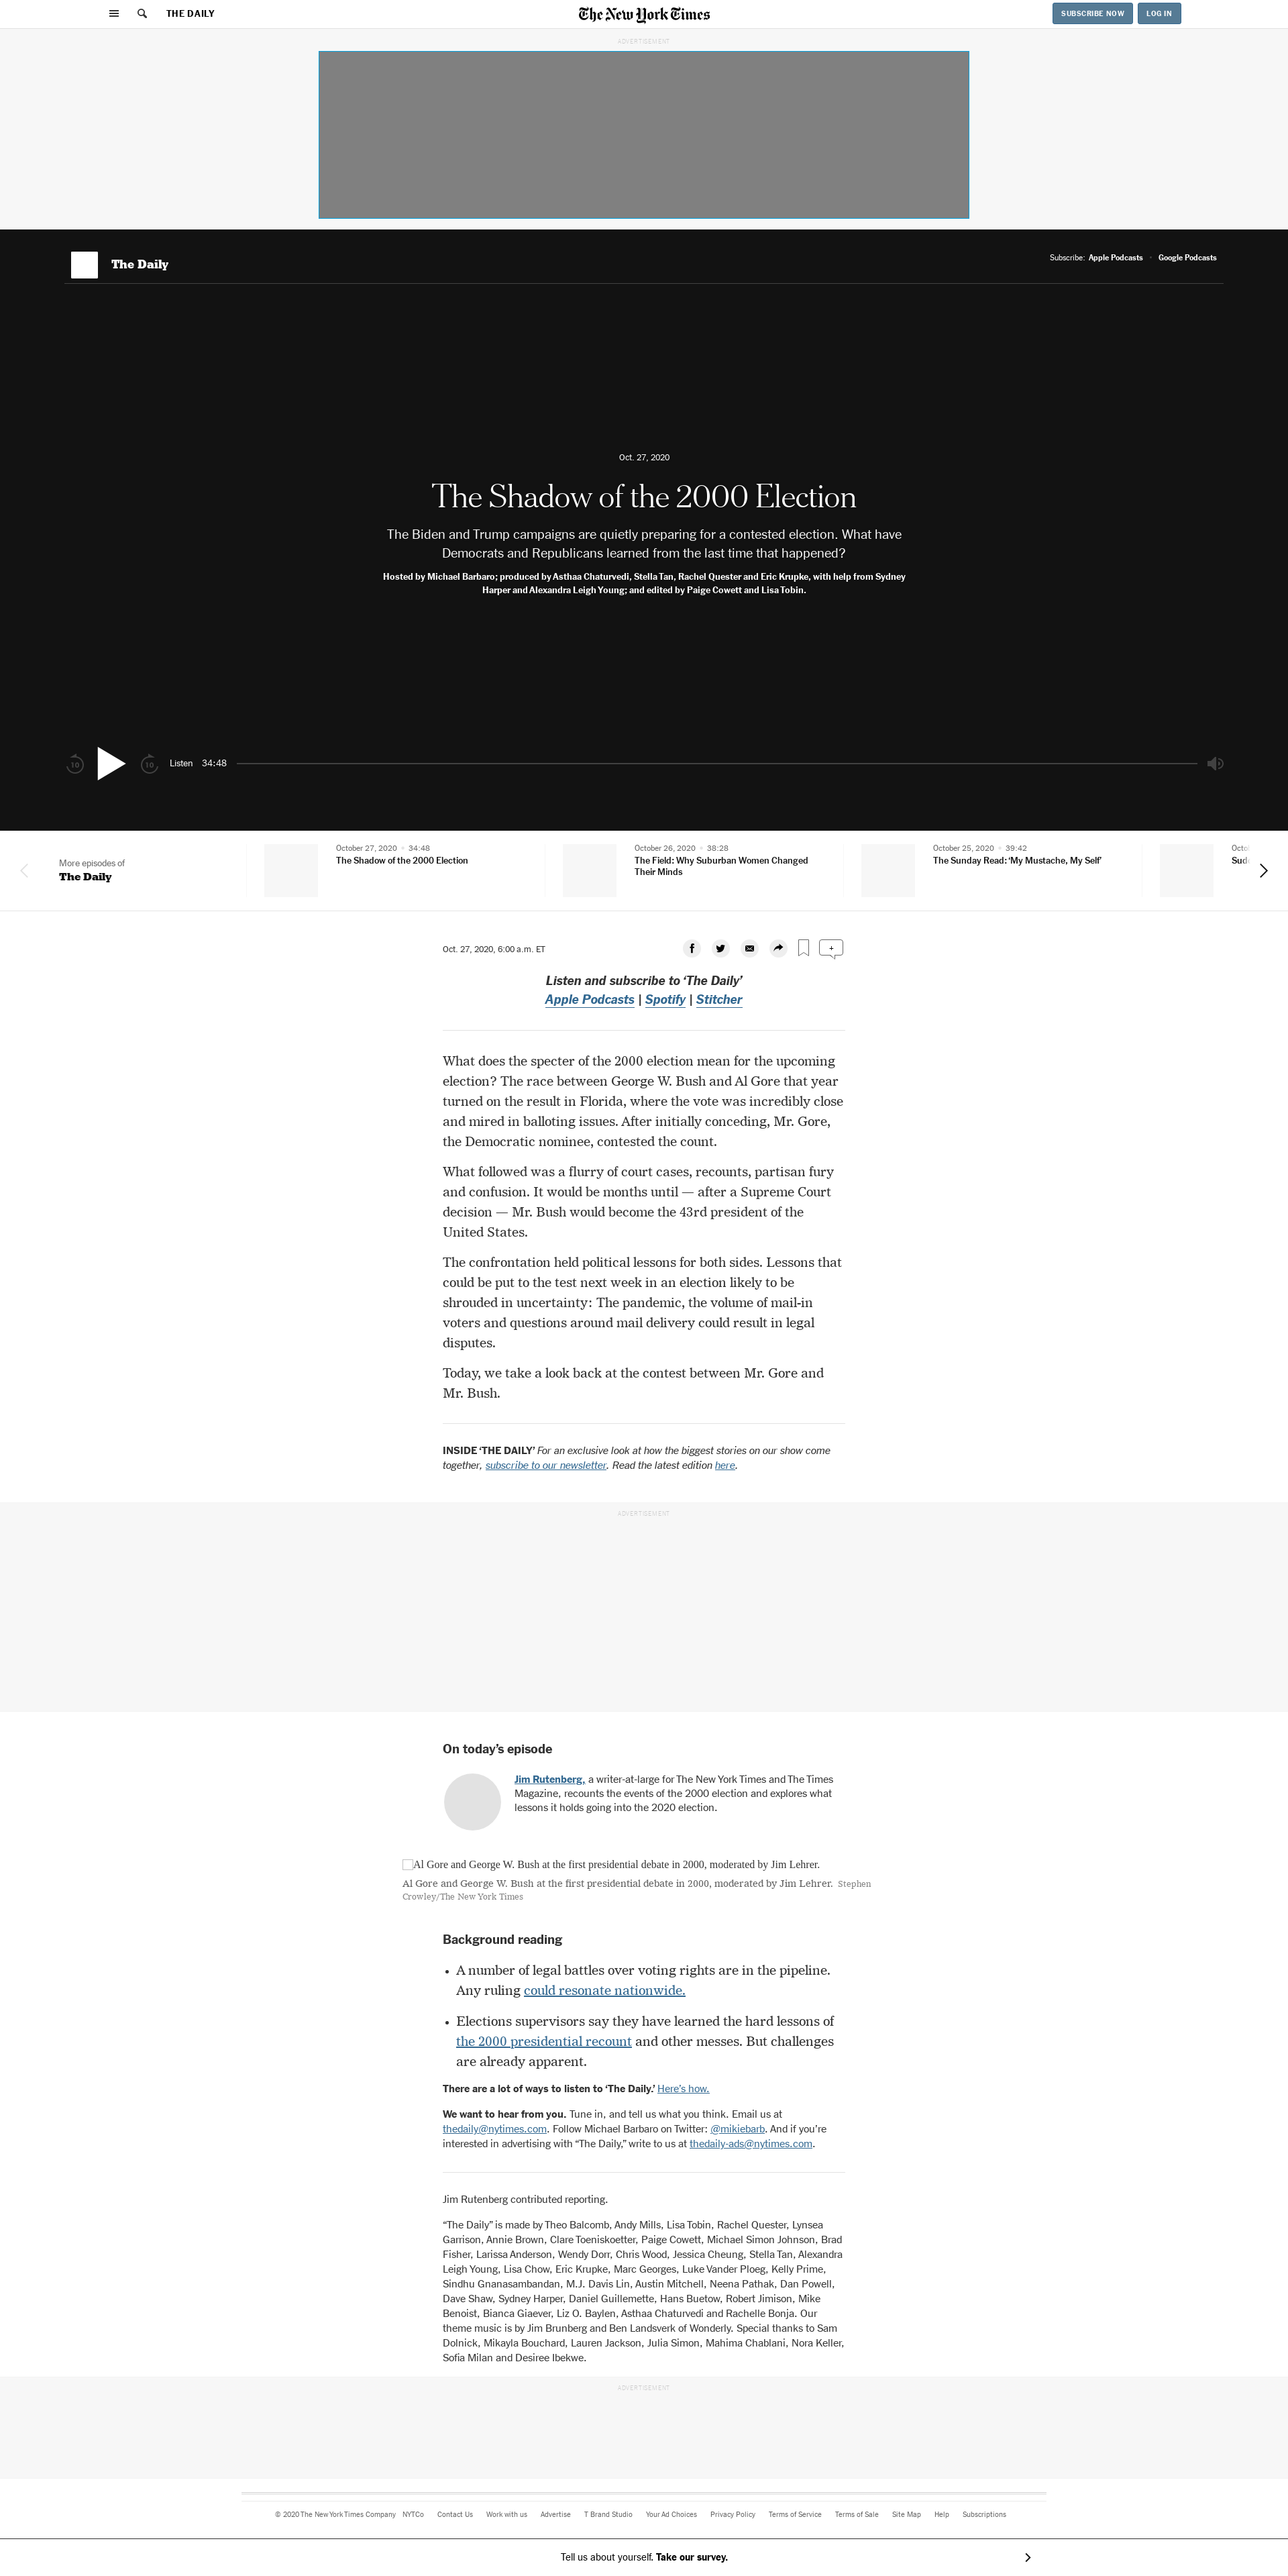 THE DAILY
The New York Times
SUBSCRIBE NOW
LOG IN
ADVERTISEMENT
The Daily
Subscribe: Apple Podcasts
Google Podcasts
Oct. 27, 2020
The Shadow of the 2000 Election
The Biden and Trump campaigns are quietly preparing for a contested election. What have
Democrats and Republicans learned from the last time that happened?
Hosted by Michael Barbaro; produced by Asthaa Chaturvedi, Stella Tan, Rachel Quester and Eric Krupke, with help from Sydney
Harper and Alexandra Leigh Young; and edited by Paige Cowett and Lisa Tobin.
10
10
Listen 34:48
More episodes of
The Daily
October 27, 2020 • 34:48
The Shadow of the 2000 Election
October 26, 2020 • 38:28
The Field: Why Suburban Women Changed
Their Minds
October 25, 2020 • 39:42
The Sunday Read: ‘My Mustache, My Self’
Oct. 27, 2020, 6:00 a.m. ET
+
Listen and subscribe to ‘The Daily’
Apple Podcasts | Spotify | Stitcher
What does the specter of the 2000 election mean for the upcoming
election? The race between George W. Bush and Al Gore that year
turned on the result in Florida, where the vote was incredibly close
and mired in balloting issues. After initially conceding, Mr. Gore,
the Democratic nominee, contested the count.
What followed was a flurry of court cases, recounts, partisan fury
and confusion. It would be months until — after a Supreme Court
decision — Mr. Bush would become the 43rd president of the
United States.
The confrontation held political lessons for both sides. Lessons that
could be put to the test next week in an election likely to be
shrouded in uncertainty: The pandemic, the volume of mail-in
voters and questions around mail delivery could result in legal
disputes.
Today, we take a look back at the contest between Mr. Gore and
Mr. Bush.
INSIDE ‘THE DAILY’ For an exclusive look at how the biggest stories on our show come
together, subscribe to our newsletter. Read the latest edition here.
ADVERTISEMENT
On today’s episode
Jim Rutenberg, a writer-at-large for The New York Times and The Times
Magazine, recounts the events of the 2000 election and explores what
lessons it holds going into the 2020 election.
Al Gore and George W. Bush at the first presidential debate in 2000, moderated by Jim Lehrer.
Al Gore and George W. Bush at the first presidential debate in 2000, moderated by Jim Lehrer. Stephen
Crowley/The New York Times
Background reading
• A number of legal battles over voting rights are in the pipeline.
Any ruling could resonate nationwide.
• Elections supervisors say they have learned the hard lessons of
the 2000 presidential recount and other messes. But challenges
are already apparent.
There are a lot of ways to listen to ‘The Daily.’ Here’s how.
We want to hear from you. Tune in, and tell us what you think. Email us at
thedaily@nytimes.com. Follow Michael Barbaro on Twitter: @mikiebarb. And if you’re
interested in advertising with “The Daily,” write to us at thedaily-ads@nytimes.com.
Jim Rutenberg contributed reporting.
“The Daily” is made by Theo Balcomb, Andy Mills, Lisa Tobin, Rachel Quester, Lynsea
Garrison, Annie Brown, Clare Toeniskoetter, Paige Cowett, Michael Simon Johnson, Brad
Fisher, Larissa Anderson, Wendy Dorr, Chris Wood, Jessica Cheung, Stella Tan, Alexandra
Leigh Young, Lisa Chow, Eric Krupke, Marc Georges, Luke Vander Ploeg, Kelly Prime,
Sindhu Gnanasambandan, M.J. Davis Lin, Austin Mitchell, Neena Pathak, Dan Powell,
Dave Shaw, Sydney Harper, Daniel Guillemette, Hans Buetow, Robert Jimison, Mike
Benoist, Bianca Giaever, Liz O. Baylen, Asthaa Chaturvedi and Rachelle Bonja. Our
theme music is by Jim Brunberg and Ben Landsverk of Wonderly. Special thanks to Sam
Dolnick, Mikayla Bouchard, Lauren Jackson, Julia Simon, Mahima Chablani, Nora Keller,
Sofia Milan and Desiree Ibekwe.
ADVERTISEMENT
© 2020 The New York Times Company NYTCo Contact Us Work with us Advertise T Brand Studio Your Ad Choices Privacy Policy Terms of Service Terms of Sale Site Map Help Subscriptions
Tell us about yourself. Take our survey.